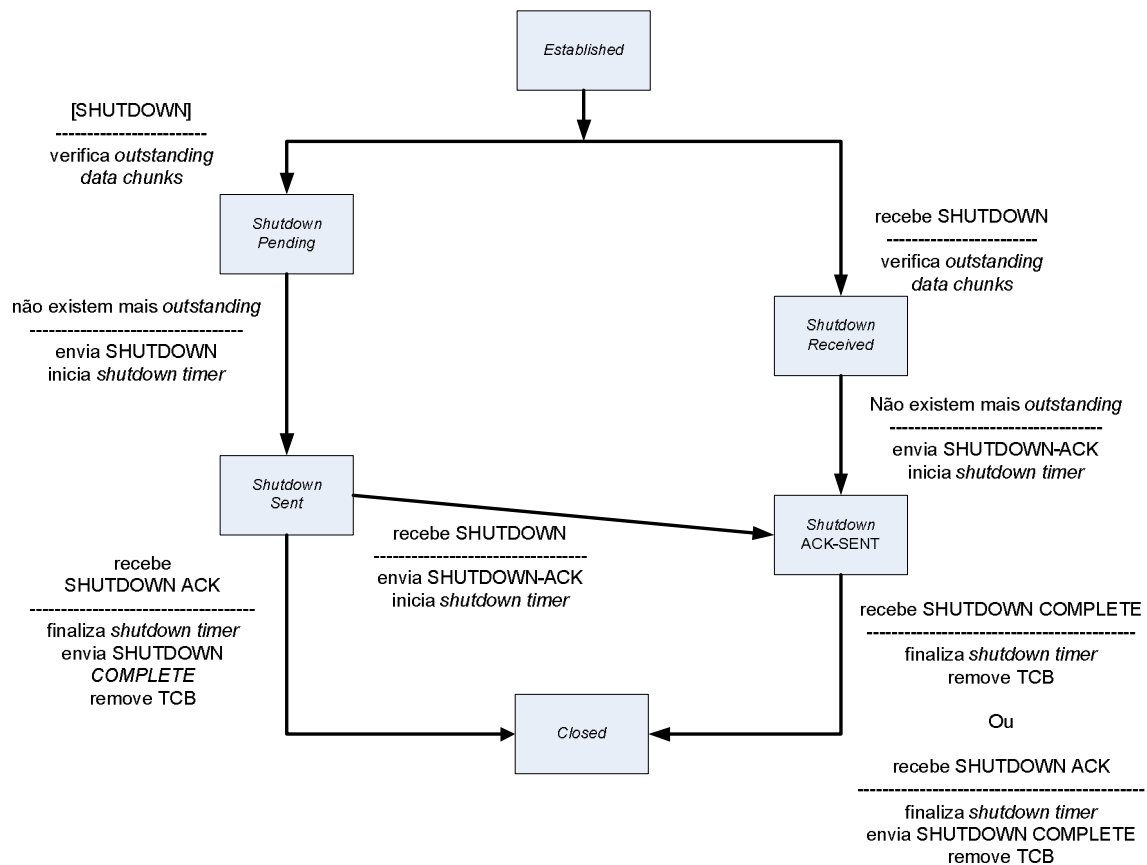 Established
[SHUTDOWN]
--------------------------
verifica outstanding
data chunks
Shutdown
Pending
recebe SHUTDOWN
--------------------------
verifica outstanding
data chunks
não existem mais outstanding
-------------------------------------
envia SHUTDOWN
inicia shutdown timer
Shutdown
Received
Não existem mais outstanding
-------------------------------------
envia SHUTDOWN-ACK
inicia shutdown timer
Shutdown
Sent
Shutdown
ACK-SENT
recebe SHUTDOWN
-------------------------------------
envia SHUTDOWN-ACK
inicia shutdown timer
recebe
SHUTDOWN ACK
---------------------------------------
finaliza shutdown timer
envia SHUTDOWN
COMPLETE
remove TCB
recebe SHUTDOWN COMPLETE
-----------------------------------------------
finaliza shutdown timer
remove TCB
Closed
Ou
recebe SHUTDOWN ACK
--------------------------------------------------
finaliza shutdown timer
envia SHUTDOWN COMPLETE
remove TCB